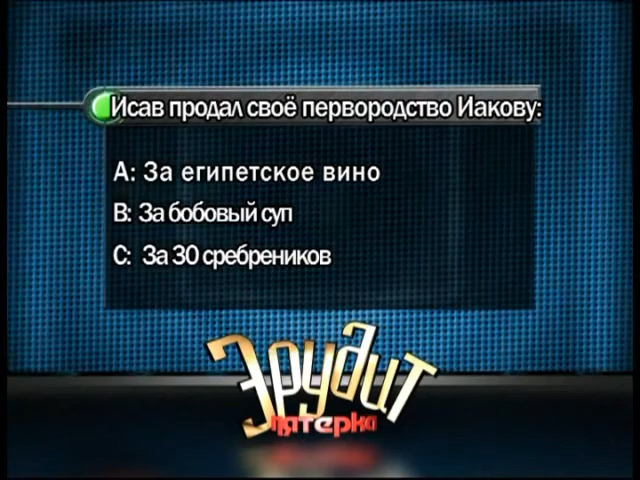 Исав продал своё первородство Иакову:
A: За египетское вино
B: За бобовый суп
C: За 30 сребреников
Эрудит
пятерка